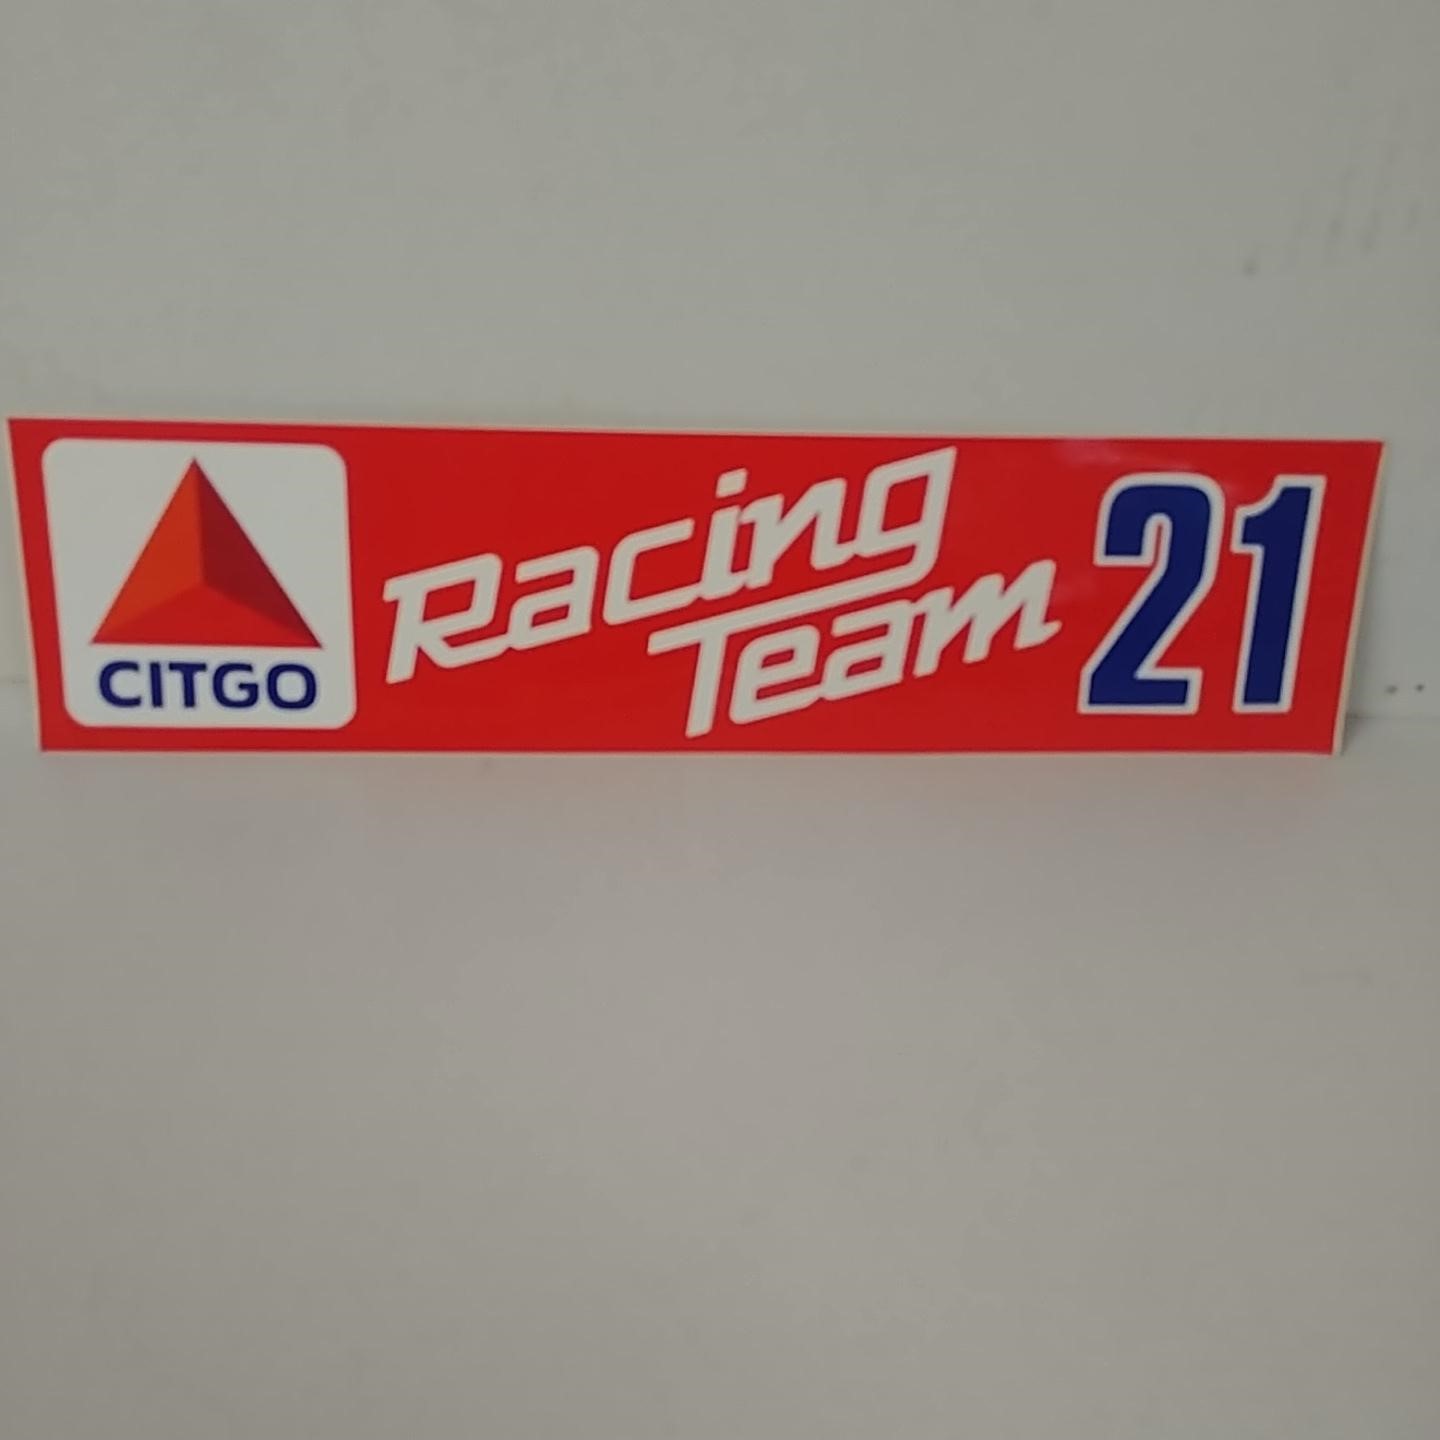 CITGO
Racing
Team
21